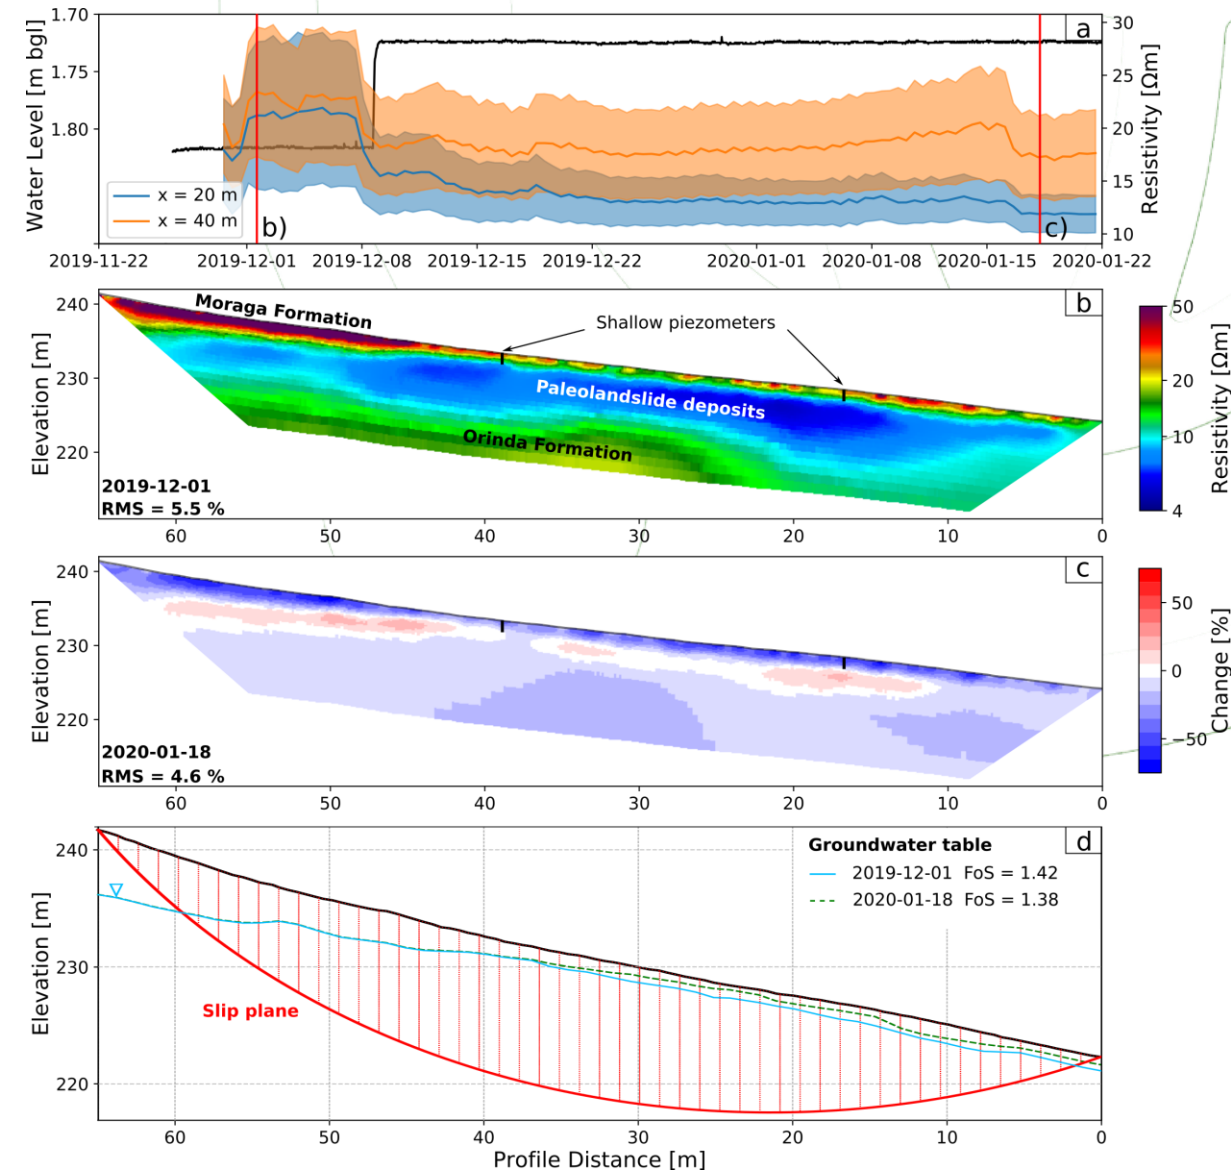 a
Water Level [m bgl]
1.70
1.75
1.80
30
25
20
15
10
Resistivity [Ωm]
x = 20 m
x = 40 m
b)
c)
2019-11-22
2019-12-01
2019-12-08
2019-12-15
2019-12-22
2020-01-01
2020-01-08
2020-01-15
2020-01-22
b
Elevation [m]
240
230
220
Moraga Formation
Shallow piezometers
Paleolandslide deposits
Orinda Formation
2019-12-01
RMS = 5.5 %
60
50
40
30
20
10
0
50
20
10
4
Resistivity [Ωm]
c
Elevation [m]
240
230
220
2020-01-18
RMS = 4.6 %
60
50
40
30
20
10
0
50
0
−50
Change [%]
d
Elevation [m]
240
230
220
Groundwater table
2019-12-01 FoS = 1.42
2020-01-18 FoS = 1.38
Slip plane
60
50
40
30
20
10
0
Profile Distance [m]